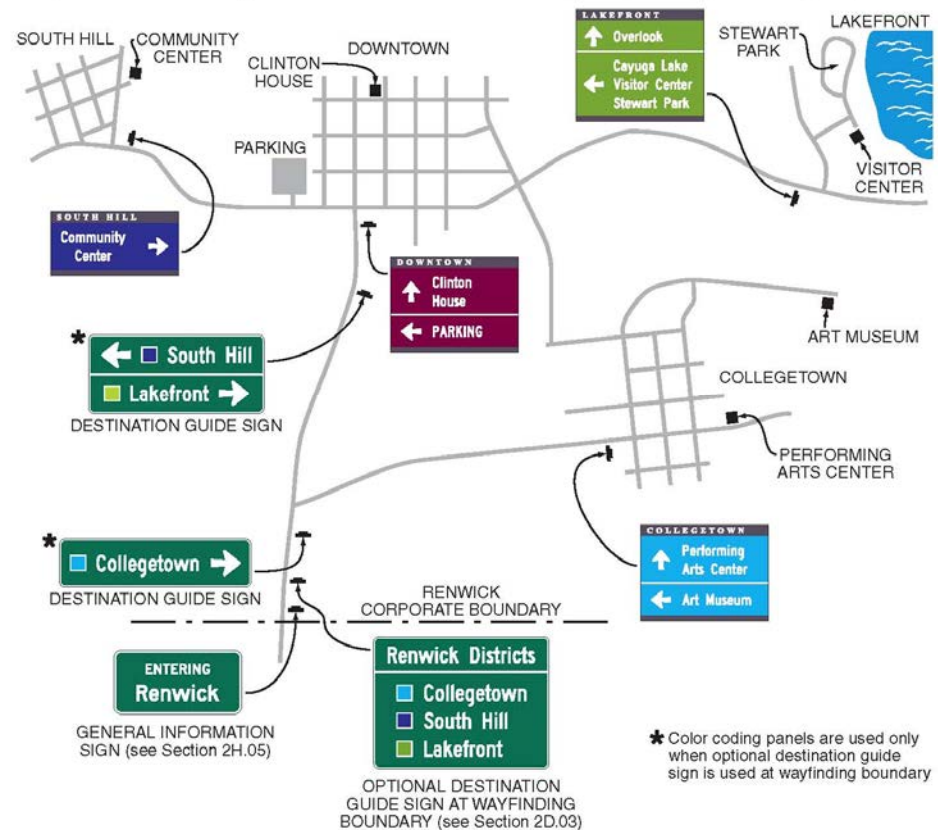 SOUTH HILL
COMMUNITY
CENTER
DOWNTOWN
CLINTON
HOUSE
PARKING
LAKEFRONT
Overlook
Cayuga Lake
Visitor Center
Stewart Park
STEWART
PARK
LAKEFRONT
VISITOR
CENTER
SOUTH HILL
Community
Center
DOWNTOWN
Clinton
House
PARKING
ART MUSEUM
COLLEGETOWN
PERFORMING
ARTS CENTER
* South Hill
Lakefront
DESTINATION GUIDE SIGN
COLLEGETOWN
Performing
Arts Center
Art Museum
* Collegetown
DESTINATION GUIDE SIGN
RENWICK
CORPORATE BOUNDARY
ENTERING
Renwick
GENERAL INFORMATION
SIGN (see Section 2H.05)
Renwick Districts
Collegetown
South Hill
Lakefront
OPTIONAL DESTINATION
GUIDE SIGN AT WAYFINDING
BOUNDARY (see Section 2D.03)
* Color coding panels are used only
when optional destination guide
sign is used at wayfinding boundary